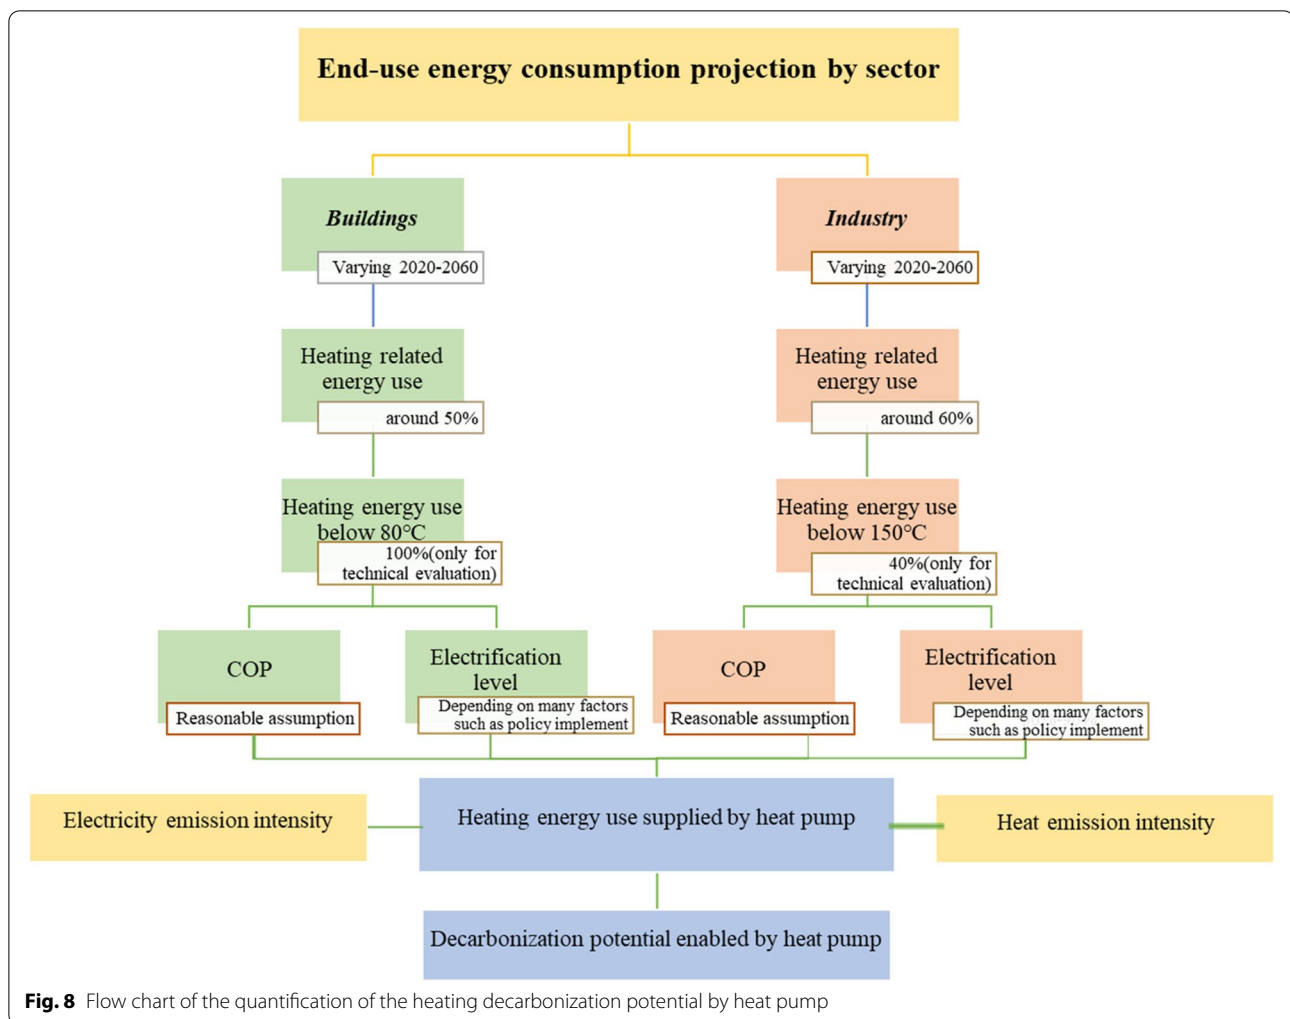 End-use energy consumption projection by sector
Buildings
Varying 2020-2060
Industry
Varying 2020-2060
Heating related
energy use
around 50%
Heating related
energy use
around 60%
Heating energy use
below 80℃
100%(only for
technical evaluation)
Heating energy use
below 150℃
40%(only for
technical evaluation)
COP
Reasonable assumption
Electrification
level
Depending on many factors
such as policy implement
COP
Reasonable assumption
Electrification
level
Depending on many factors
such as policy implement
Electricity emission intensity
Heating energy use supplied by heat pump
Heat emission intensity
Decarbonization potential enabled by heat pump
Fig. 8 Flow chart of the quantification of the heating decarbonization potential by heat pump